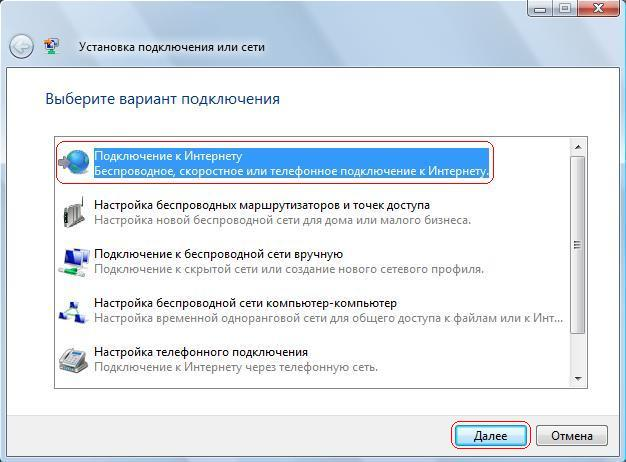 Установка подключения или сети
Выберите вариант подключения
Подключение к Интернету
Беспроводное, скоростное или телефонное подключение к Интернету.
Настройка беспроводных маршрутизаторов и точек доступа
Настройка новой беспроводной сети для дома или малого бизнеса.
Подключение к беспроводной сети вручную
Подключение к скрытой сети или создание нового сетевого профиля.
Настройка беспроводной сети компьютер-компьютер
Настройка временной одноранговой сети для общего доступа к файлам или к Инт...
Настройка телефонного подключения
Подключение к Интернету через телефонную сеть.
Далее
Отмена